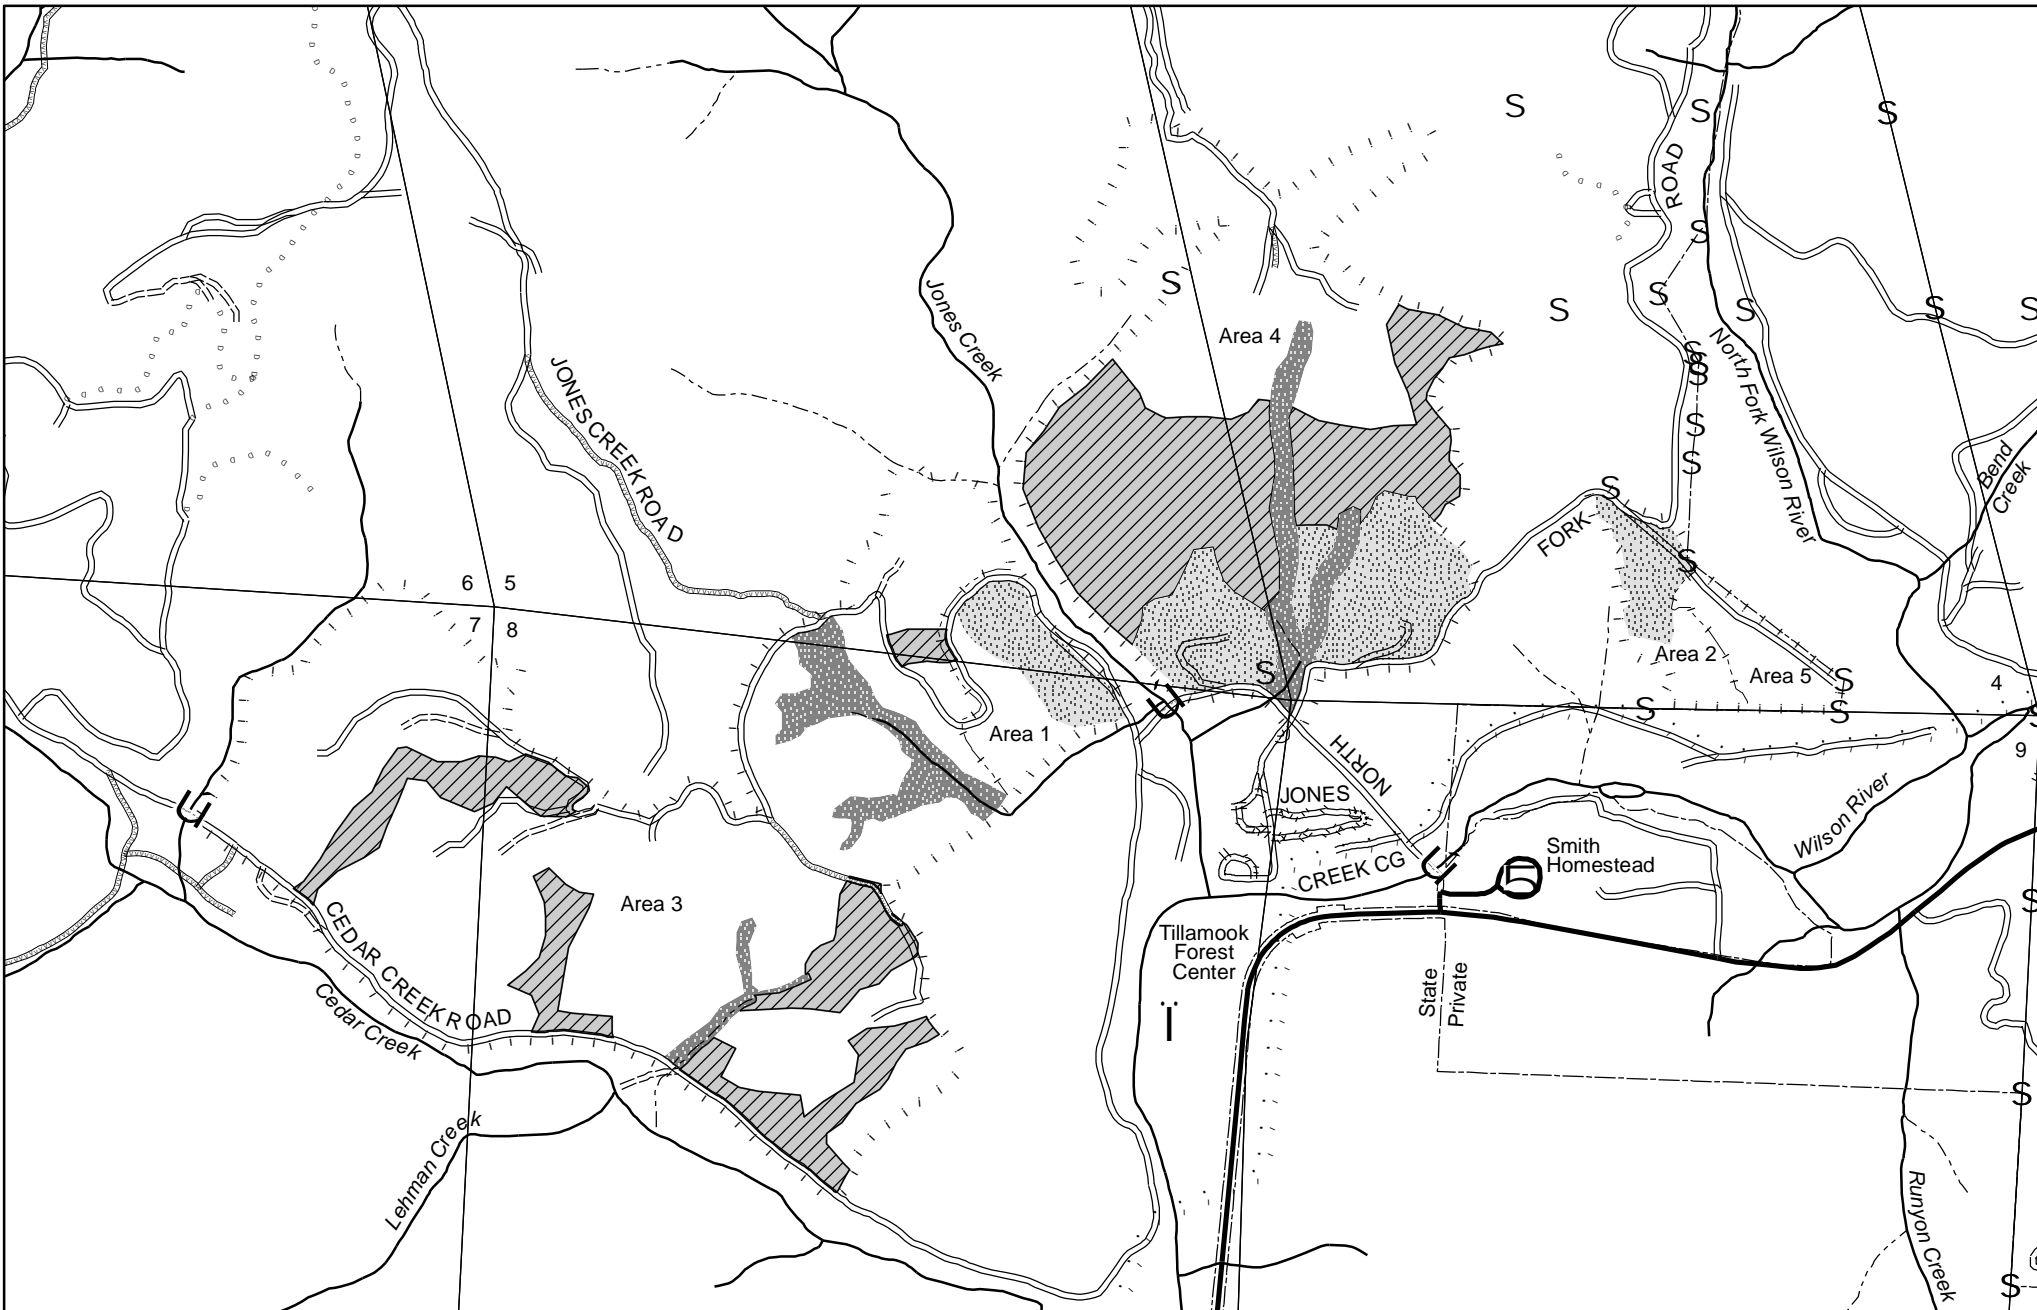 S
S
S
ROAD
S
S
S
S
S
S
S
S
North Fork Wilson River
Jones Creek
Area 4
S
S
S
S
JONES CREEK ROAD
Bend
Creek
S
FORK
S
6
5
7
8
Area 2
Area 5
S
S
S
S
S
4
9
Area 1
NORTH
JONES
CREEK CG
Smith
Homestead
Wilson River
Area 3
CEDAR CREEK ROAD
Cedar Creek
Tillamook
Forest
Center
State
Private
S
S
Lehman Creek
Runyon Creek
S